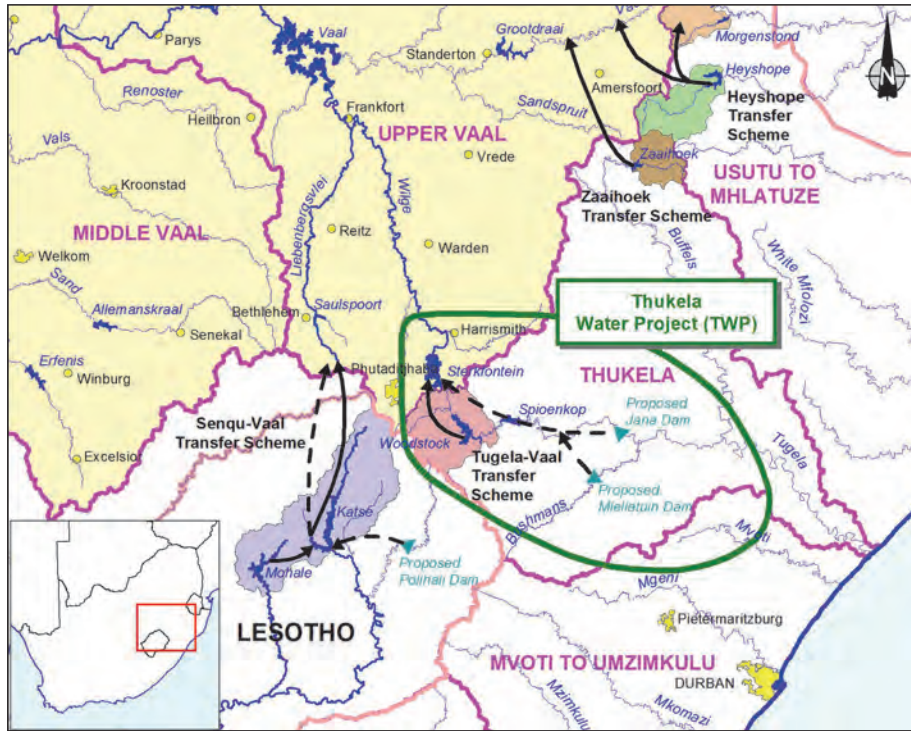 Parys
Vaal
Grootdraai
Standerton
Morgenstond
Heyshope
Amersfoort
N
Renoster
Heilbron
Frankfort
Sandspruit
Heyshope
Transfer
Scheme
UPPER VAAL
Vals
Vrede
Zaaihoek
USUTU TO
MHLATUZE
Kroonstad
Liebenbergsvlei
Wilge
Zaaihoek
Transfer Scheme
MIDDLE VAAL
Reitz
Warden
Buffels
White Mfolozi
Welkom
Sand
Allemanskraal
Bethlehem
Saulspoort
Thukela
Water Project (TWP)
Senekal
Harrismith
Erfenis
Winburg
Sterkfontein
THUKELA
Senqu-Vaal
Transfer Scheme
Spioenkop
Proposed
Jana Dam
Woodstock
Tugela-Vaal
Transfer
Scheme
Tugela
Excelsio
Katse
Bushmans
Proposed
Mielietuin Dam
Mvoti
Mohale
Proposed
Polihali Dam
Mgeni
LESOTHO
Pietermaritzburg
MVOTI TO UMZIMKULU
DURBAN
Mzimkulu
Mkomazi